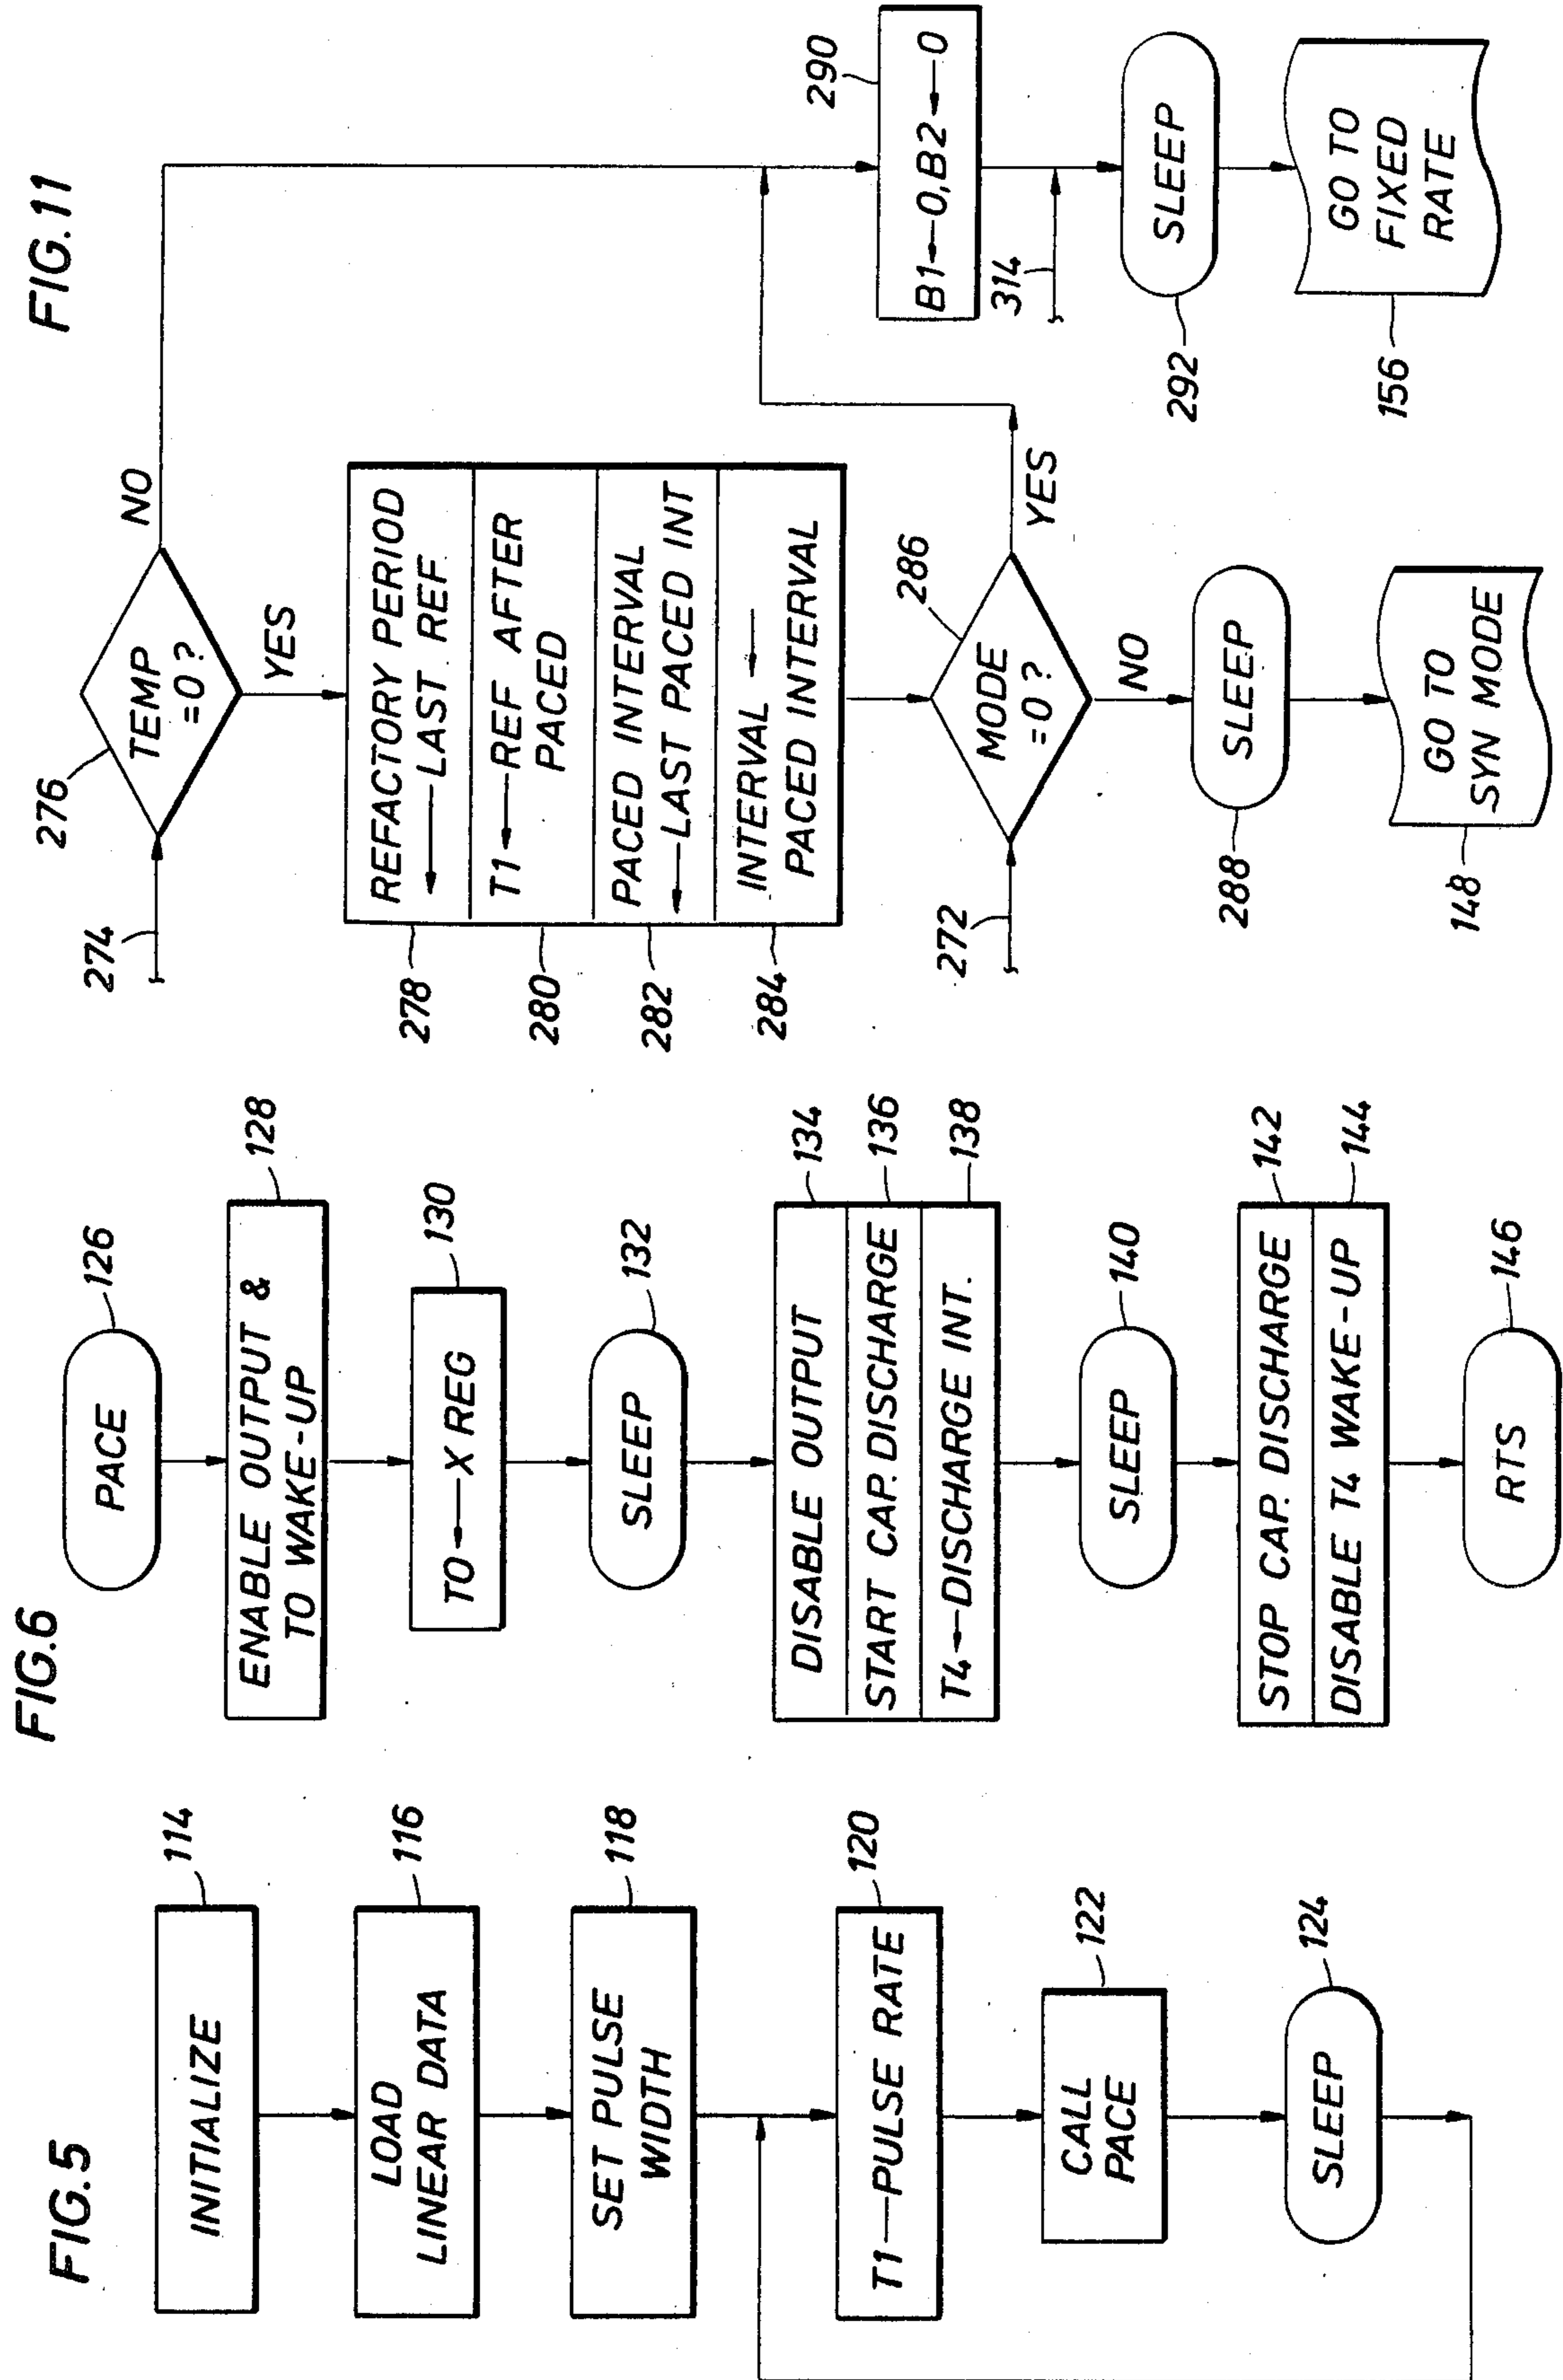 FIG.5
INITIALIZE
114
LOAD
LINEAR DATA
116
SET PULSE
WIDTH
118
T1—PULSE RATE
120
CALL
PACE
122
SLEEP
124
FIG.6
PACE
126
ENABLE OUTPUT &
TO WAKE-UP
128
TO←X REG
130
SLEEP
132
DISABLE OUTPUT
134
START CAP. DISCHARGE
136
T4←DISCHARGE INT.
138
SLEEP
140
STOP CAP. DISCHARGE
142
DISABLE T4 WAKE-UP
144
RTS
146
FIG.11
274
276
TEMP
=0?
NO
YES
REFACTORY PERIOD
←LAST REF.
278
T1←REF AFTER
PACED
280
PACED INTERVAL
←LAST PACED INT
282
INTERVAL←
PACED INTERVAL
284
272
MODE
=0?
286
YES
NO
SLEEP
288
GO TO
SYN MODE
148
B1←0,B2←0
290
314
SLEEP
292
GO TO
FIXED
RATE
156